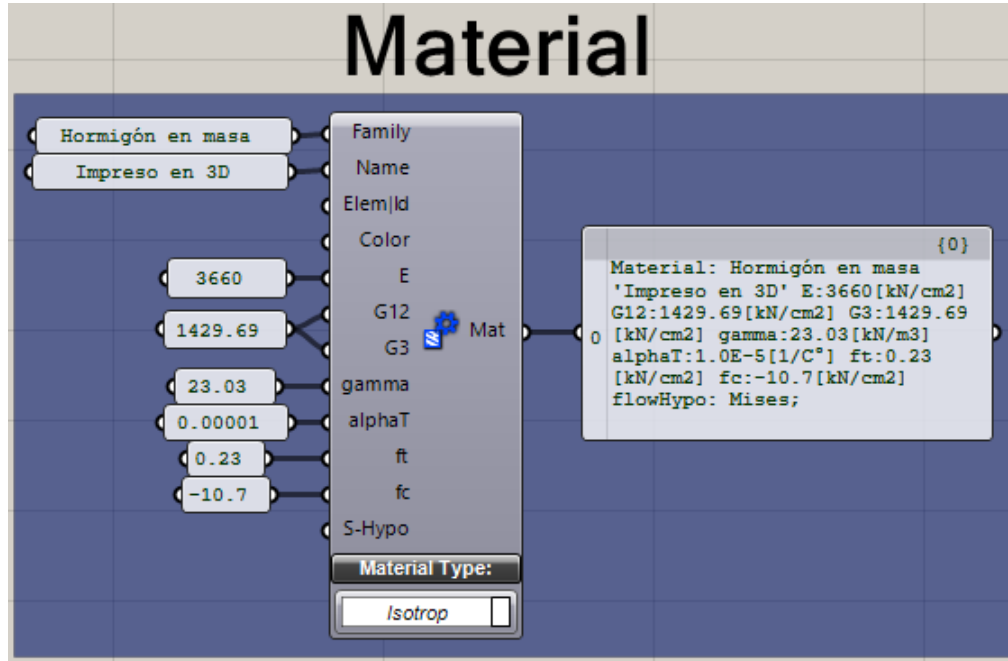 Material
Hormigón en masa
Impreso en 3D
3660
1429.69
23.03
0.00001
0.23
-10.7
Family
Name
Elem|Id
Color
E
G12
G3
gamma
alphaT
ft
fc
S-Hypo
Mat
Material Type:
Isotrop
{0}
0
Material: Hormigón en masa
'Impreso en 3D' E:3660[kN/cm2]
G12:1429.69[kN/cm2] G3:1429.69
[kN/cm2] gamma:23.03[kN/m3]
alphaT:1.0E-5[1/C°] ft:0.23
[kN/cm2] fc:-10.7[kN/cm2]
flowHypo: Mises;